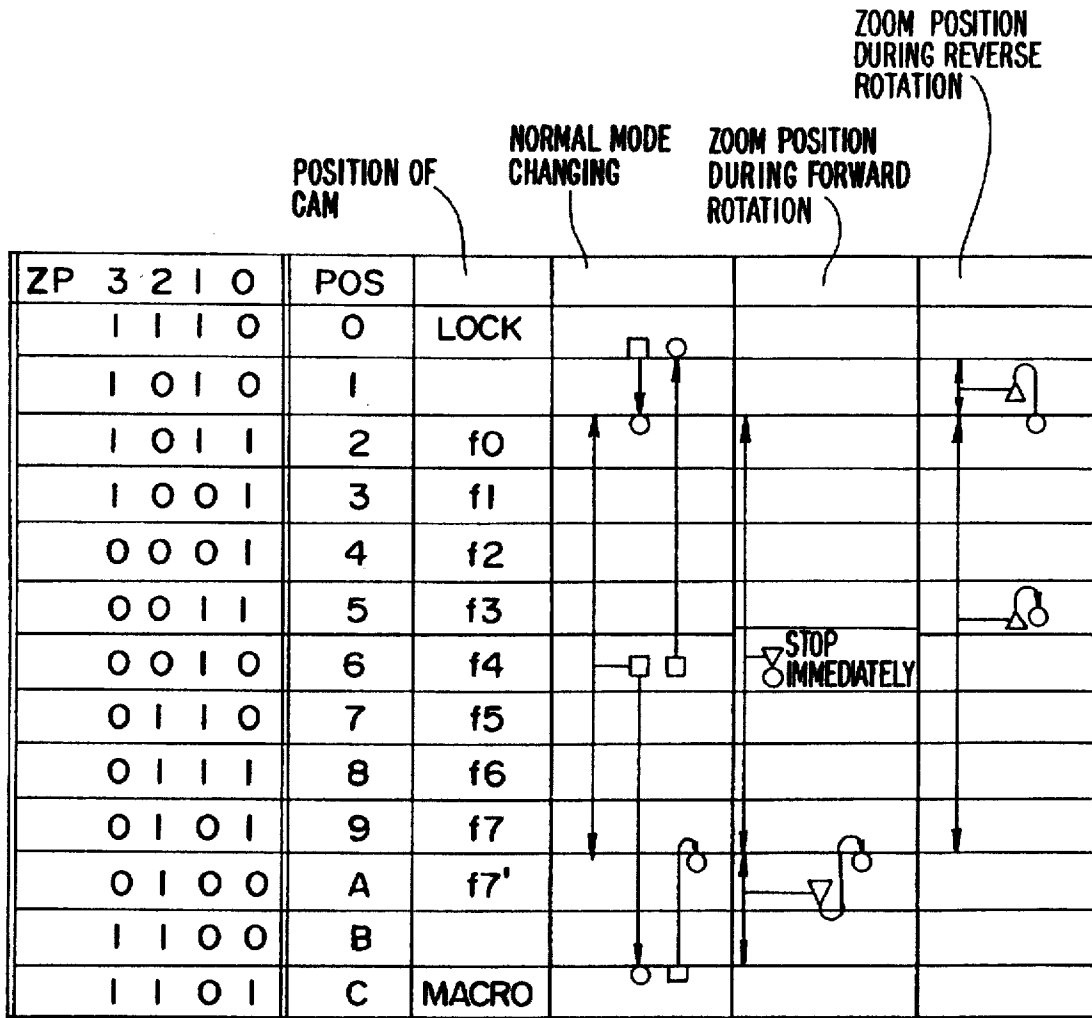 ZOOM POSITION
DURING REVERSE
ROTATION
NORMAL MODE
CHANGING
ZOOM POSITION
DURING FORWARD
ROTATION
POSITION OF
CAM
ZP 3 2 1 0 POS
1 1 1 0 0 LOCK
1 0 1 0 1
1 0 1 1 2 f0
1 0 0 1 3 f1
0 0 0 1 4 f2
0 0 1 1 5 f3
0 0 1 0 6 f4 STOP
IMMEDIATELY
0 1 1 0 7 f5
0 1 1 1 8 f6
0 1 0 1 9 f7
0 1 0 0 A f7'
1 1 0 0 B
1 1 0 1 C MACRO